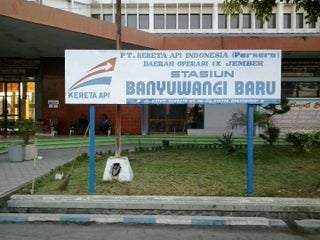 PT. KERETA API INDONESIA (Persero)
DAERAH OPERASI IX JEMBER
STASIUN
BANYUWANGI BARU
KERETA API